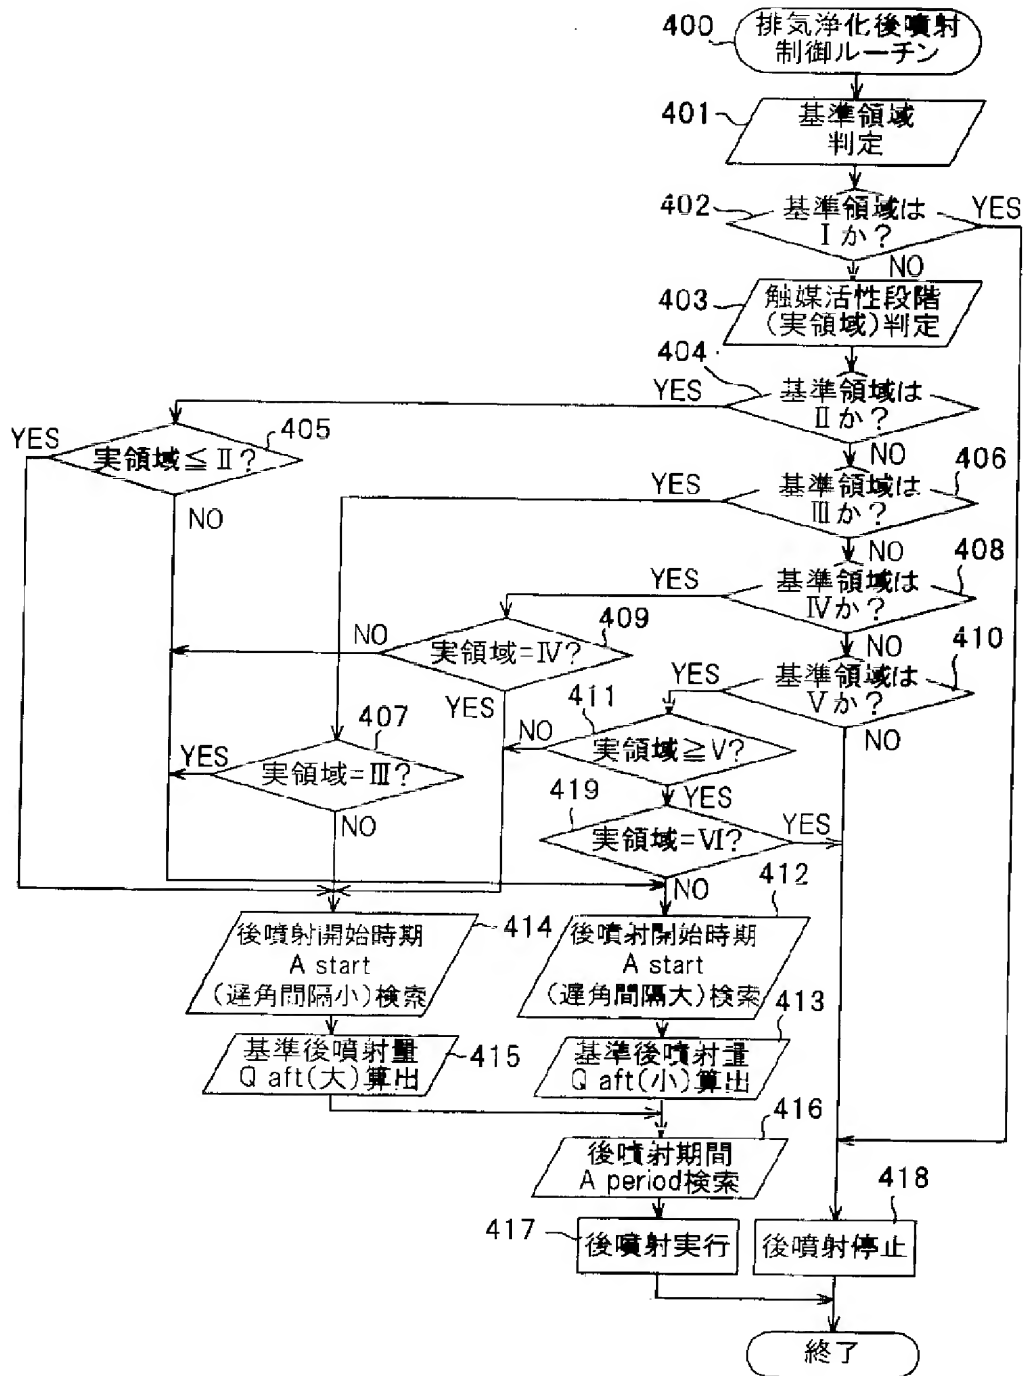 400
排気浄化後噴射
制御ルーチン
401
基準領域
判定
402
基準領域は
Ⅰか?
YES
NO
403
触媒活性段階
(実領域)判定
404
YES
基準領域は
Ⅱか?
NO
YES
405
実領域≦Ⅱ?
NO
406
YES
基準領域は
Ⅲか?
NO
408
YES
基準領域は
Ⅳか?
NO
409
NO
実領域=Ⅳ?
YES
410
YES
基準領域は
Ⅴか?
NO
411
NO
実領域≧Ⅴ?
YES
407
YES
実領域=Ⅲ?
NO
419
実領域=Ⅵ?
YES
NO
414
後噴射開始時期
A start
(遅角間隔小)検索
412
後噴射開始時期
A start
(遅角間隔大)検索
415
基準後噴射量
Q aft(大)算出
413
基準後噴射量
Q aft(小)算出
416
後噴射期間
A period検索
417
後噴射実行
418
後噴射停止
終了